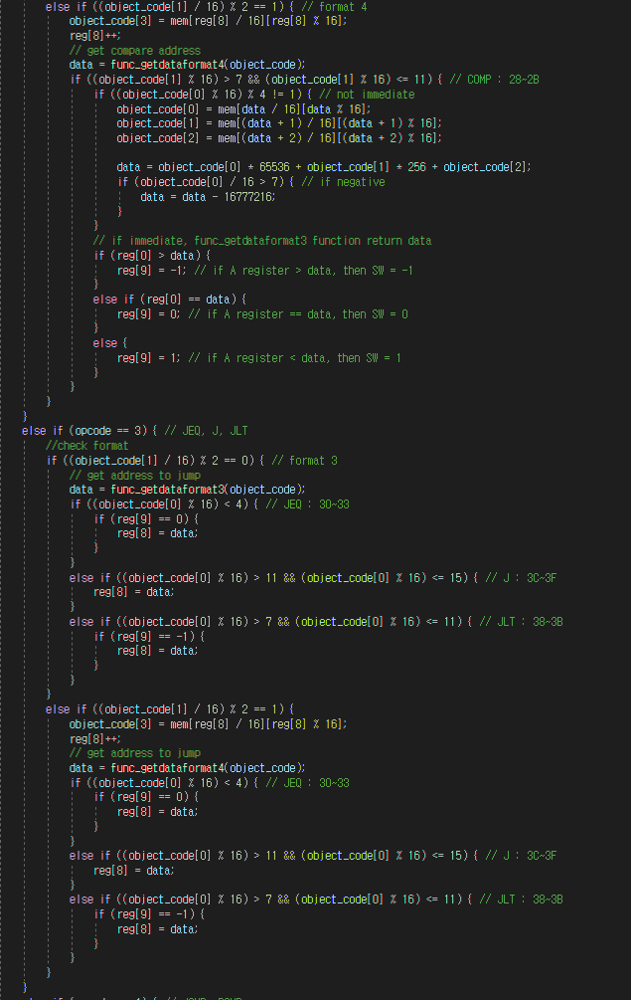 else if ((object_code[1] / 16) % 2 == 1) { // format 4
object_code[3] = mem[reg[8] / 16][reg[8] % 16];
reg[8]++;
// get compare address
data = func_getdataformat4(object_code);
if ((object_code[1] % 16) > 7 && (object_code[1] % 16) <= 11) { // COMP : 28~2B
if ((object_code[0] % 16) % 4 != 1) { // not immediate
object_code[0] = mem[data / 16][data % 16];
object_code[1] = mem[(data + 1) / 16][(data + 1) % 16];
object_code[2] = mem[(data + 2) / 16][(data + 2) % 16];
data = object_code[0] * 65536 + object_code[1] * 256 + object_code[2];
if (object_code[0] / 16 > 7) { // if negative
data = data - 16777216;
}
}
// if immediate, func_getdataformat3 function return data
if (reg[0] > data) {
reg[9] = -1; // if A register > data, then SW = -1
}
else if (reg[0] == data) {
reg[9] = 0; // if A register == data, then SW = 0
}
else {
reg[9] = 1; // if A register < data, then SW = 1
}
}
}
}
else if (opcode == 3) { // JEQ, J, JLT
//check format
if ((object_code[1] / 16) % 2 == 0) { // format 3
// get address to jump
data = func_getdataformat3(object_code);
if ((object_code[0] % 16) < 4) { // JEQ : 30~33
if (reg[9] == 0) {
reg[8] = data;
}
}
else if ((object_code[0] % 16) > 11 && (object_code[0] % 16) <= 15) { // J : 3C~3F
reg[8] = data;
}
else if ((object_code[0] % 16) > 7 && (object_code[0] % 16) <= 11) { // JLT : 38~3B
if (reg[9] == -1) {
reg[8] = data;
}
}
}
else if ((object_code[1] / 16) % 2 == 1) {
object_code[3] = mem[reg[8] / 16][reg[8] % 16];
reg[8]++;
// get address to jump
data = func_getdataformat4(object_code);
if ((object_code[0] % 16) < 4) { // JEQ : 30~33
if (reg[9] == 0) {
reg[8] = data;
}
}
else if ((object_code[0] % 16) > 11 && (object_code[0] % 16) <= 15) { // J : 3C~3F
reg[8] = data;
}
else if ((object_code[0] % 16) > 7 && (object_code[0] % 16) <= 11) { // JLT : 38~3B
if (reg[9] == -1) {
reg[8] = data;
}
}
}
}